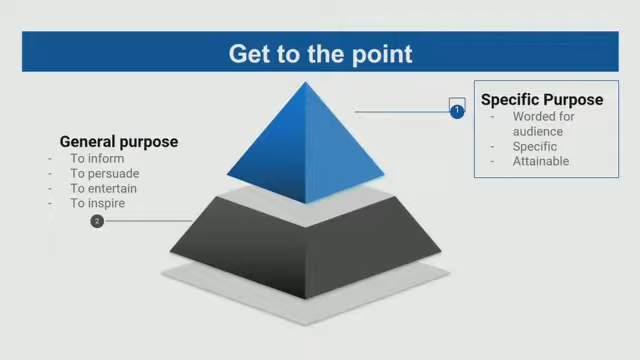 Get to the point
1
Specific Purpose
- Worded for
audience
- Specific
- Attainable
General purpose
- To inform
- To persuade
- To entertain
- To inspire
2